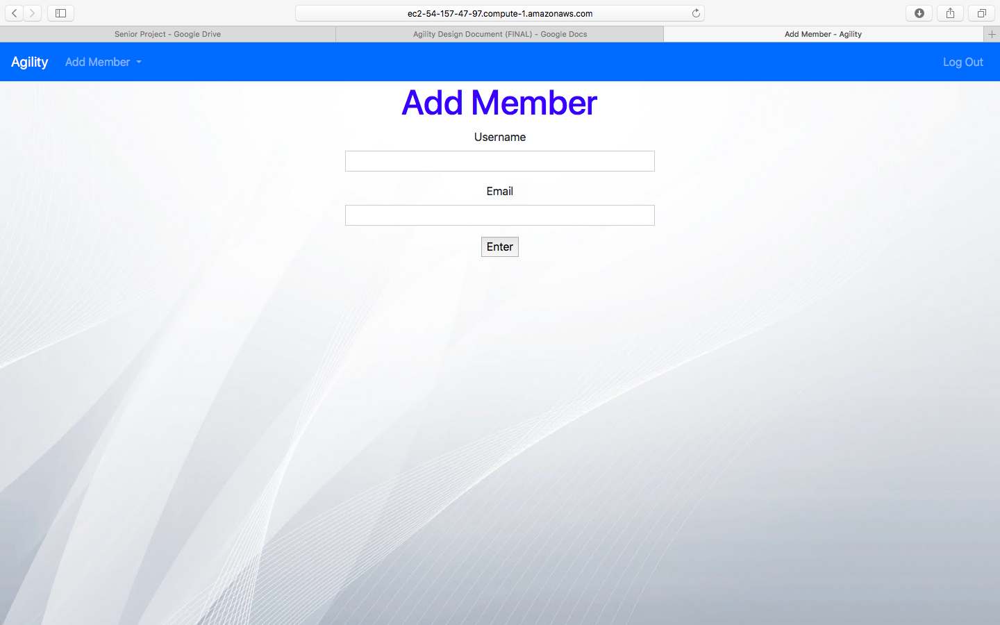 ec2-54-157-47-97.compute-1.amazonaws.com
Senior Project - Google Drive
Agility Design Document (FINAL) - Google Docs
Add Member - Agility
Agility
Add Member
Log Out
Add Member
Username
Email
Enter